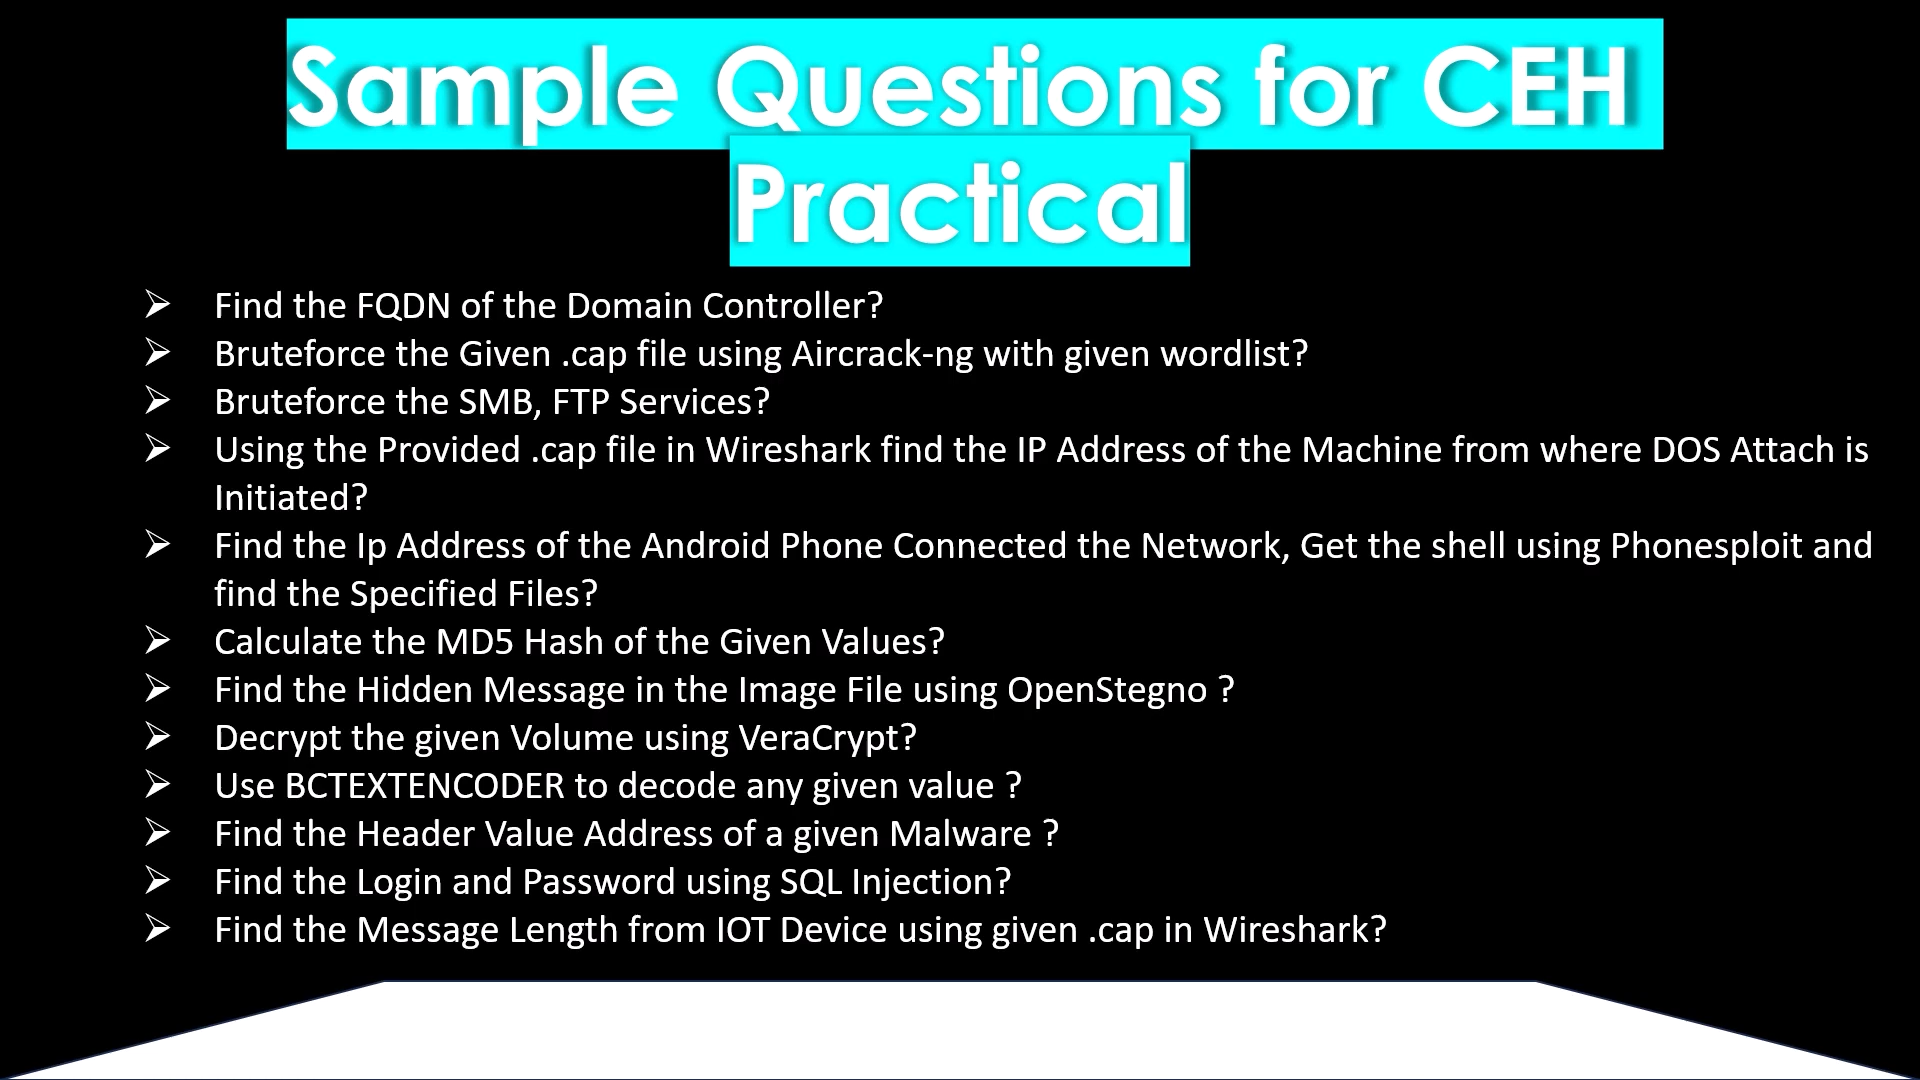 Sample Questions for CEH
Practical
➢ Find the FQDN of the Domain Controller?
➢ Bruteforce the Given .cap file using Aircrack-ng with given wordlist?
➢ Bruteforce the SMB, FTP Services?
➢ Using the Provided .cap file in Wireshark find the IP Address of the Machine from where DOS Attach is
Initiated?
➢ Find the Ip Address of the Android Phone Connected the Network, Get the shell using Phonesploit and
find the Specified Files?
➢ Calculate the MD5 Hash of the Given Values?
➢ Find the Hidden Message in the Image File using OpenStegno ?
➢ Decrypt the given Volume using VeraCrypt?
➢ Use BCTEXTENCODER to decode any given value ?
➢ Find the Header Value Address of a given Malware ?
➢ Find the Login and Password using SQL Injection?
➢ Find the Message Length from IOT Device using given .cap in Wireshark?